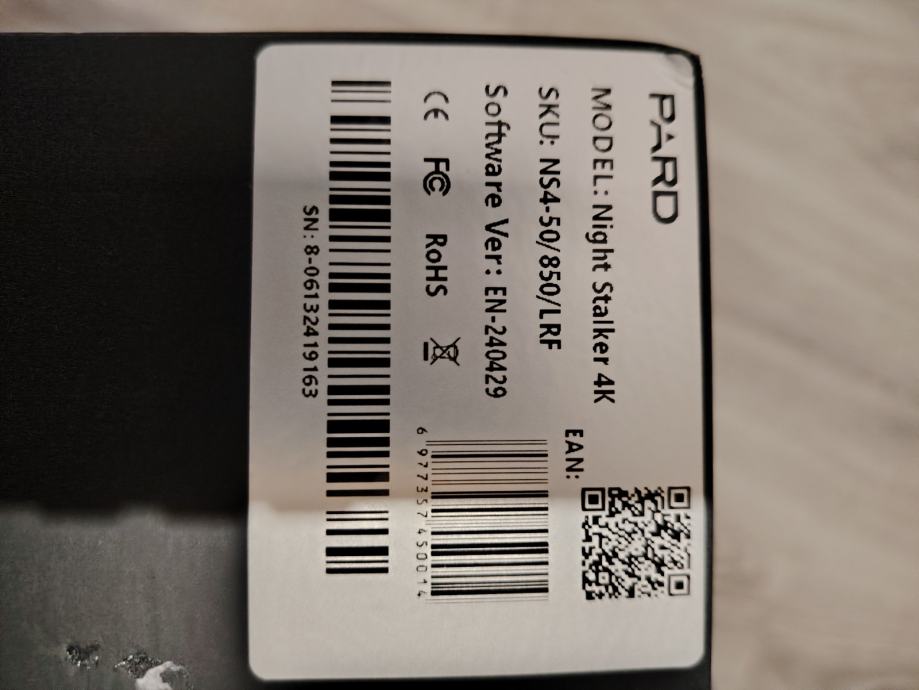 PARD
MODEL: Night Stalker 4K
SKU: NS4-50/850/LRF
Software Ver: EN-240429
CE FC RoHS
SN: 8-06132419163
EAN:
6 977357 450014